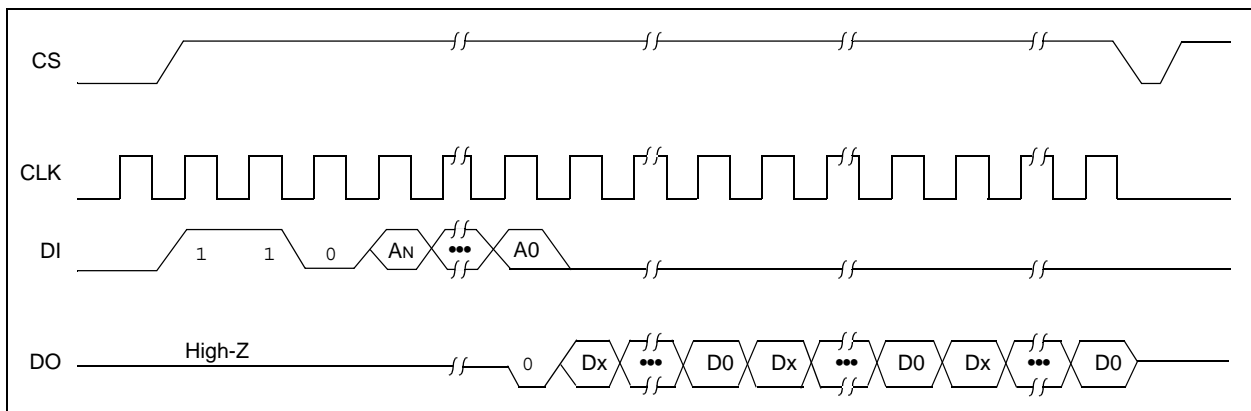 CS
CLK
DI 1 1 0 AN ••• A0
DO High-Z 0 Dx ••• D0 Dx ••• D0 Dx ••• D0